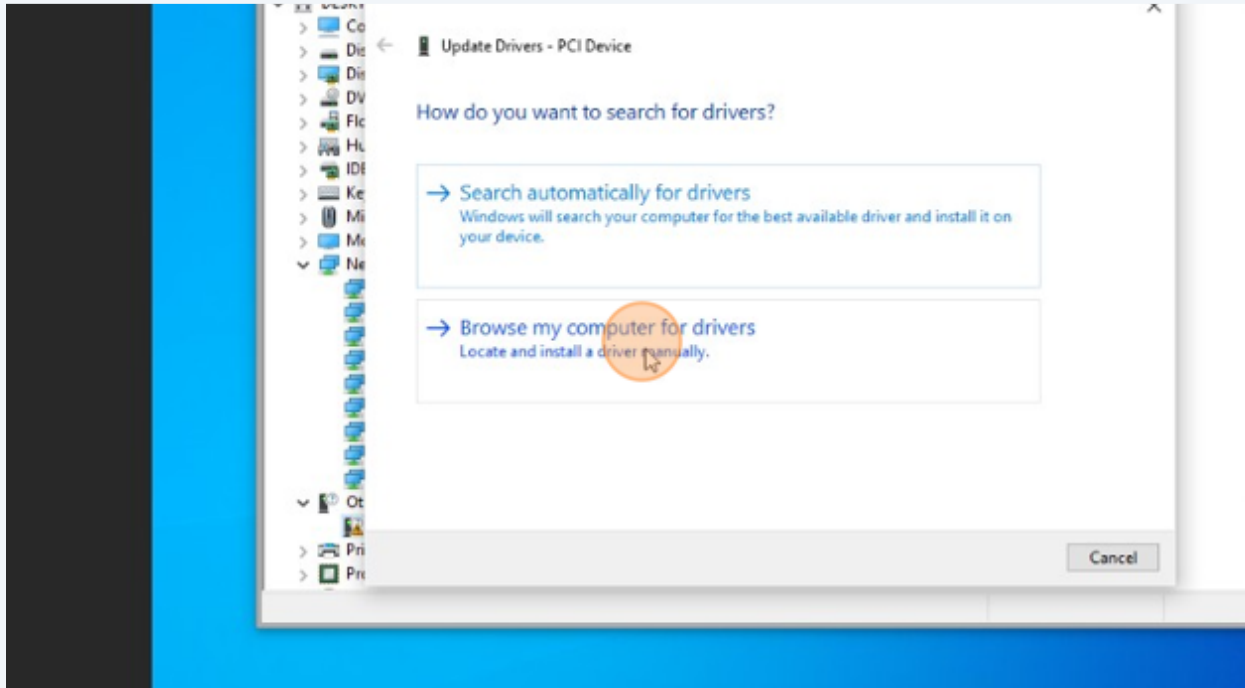 Update Drivers - PCI Device
How do you want to search for drivers?
Search automatically for drivers
Windows will search your computer for the best available driver and install it on
your device.
Browse my computer for drivers
Locate and install a driver manually.
Cancel